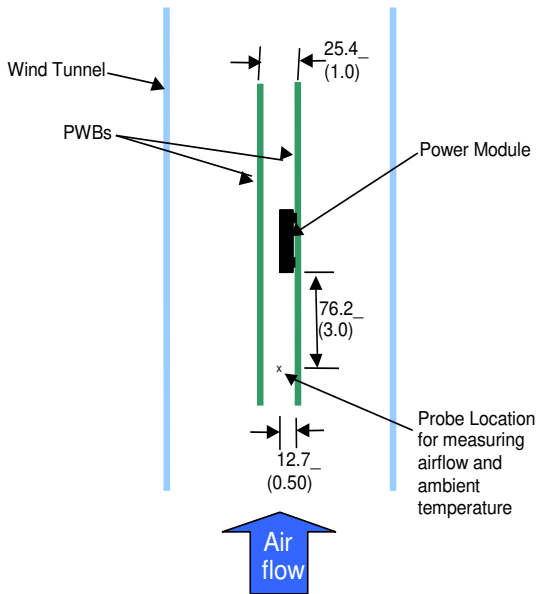 25.4_
(1.0)
Wind Tunnel
PWBs
Power Module
76.2_
(3.0)
x
Probe Location
for measuring
airflow and
ambient
temperature
12.7_
(0.50)
Air
flow